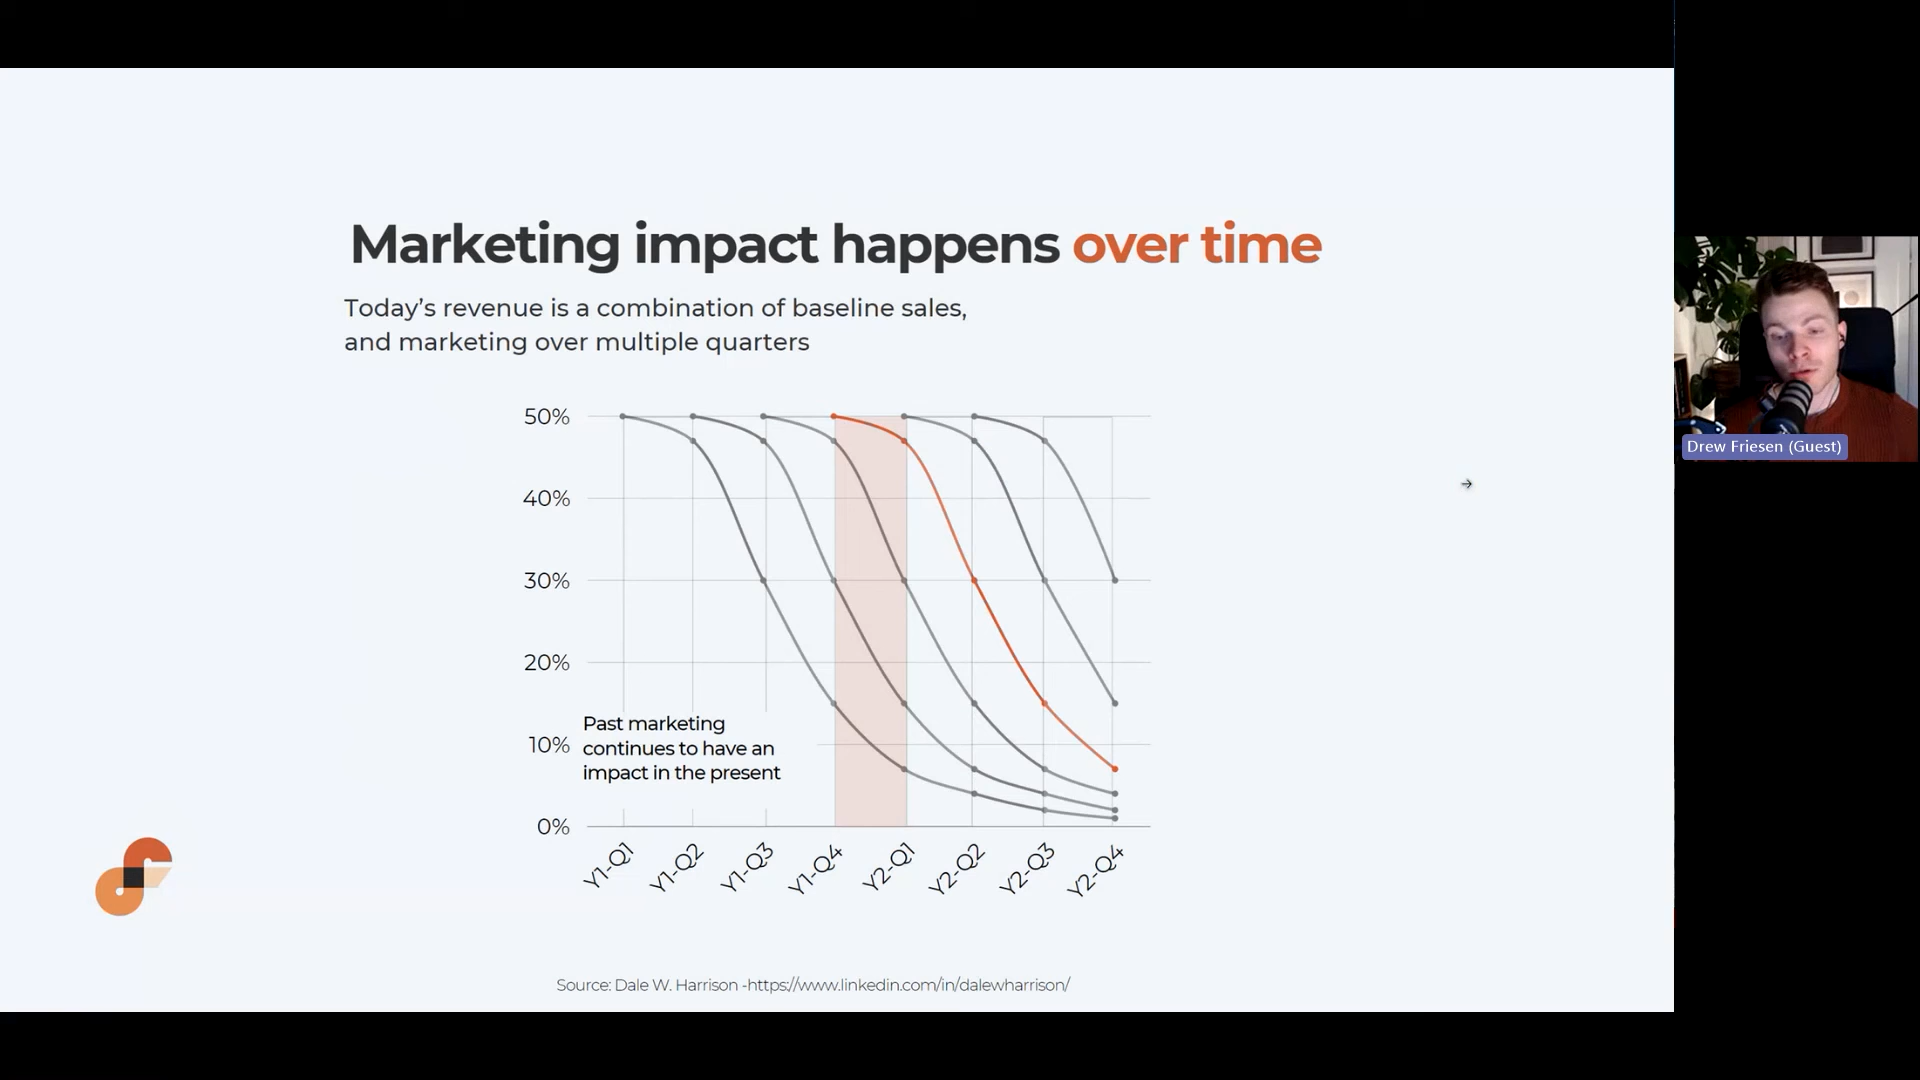 Marketing impact happens over time
Today’s revenue is a combination of baseline sales,
and marketing over multiple quarters
50%
40%
30%
20%
10%
0%
Past marketing
continues to have an
impact in the present
Y1-Q1
Y1-Q2
Y1-Q3
Y1-Q4
Y2-Q1
Y2-Q2
Y2-Q3
Y2-Q4
Source: Dale W. Harrison -https://www.linkedin.com/in/dalewharrison/
Drew Friesen (Guest)